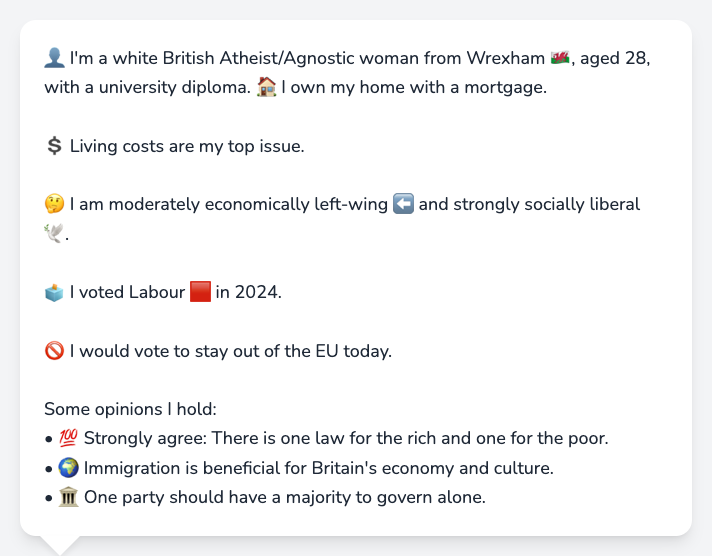 👤 I'm a white British Atheist/Agnostic woman from Wrexham 🏴󠁧󠁢󠁷󠁬󠁳󠁿, aged 28,
with a university diploma. 🏠 I own my home with a mortgage.
💲 Living costs are my top issue.
🤔 I am moderately economically left-wing ⬅️ and strongly socially liberal
🕊️.
🗳️ I voted Labour 🟥 in 2024.
🚫 I would vote to stay out of the EU today.
Some opinions I hold:
• 💯 Strongly agree: There is one law for the rich and one for the poor.
• 🌍 Immigration is beneficial for Britain's economy and culture.
• 🏛️ One party should have a majority to govern alone.